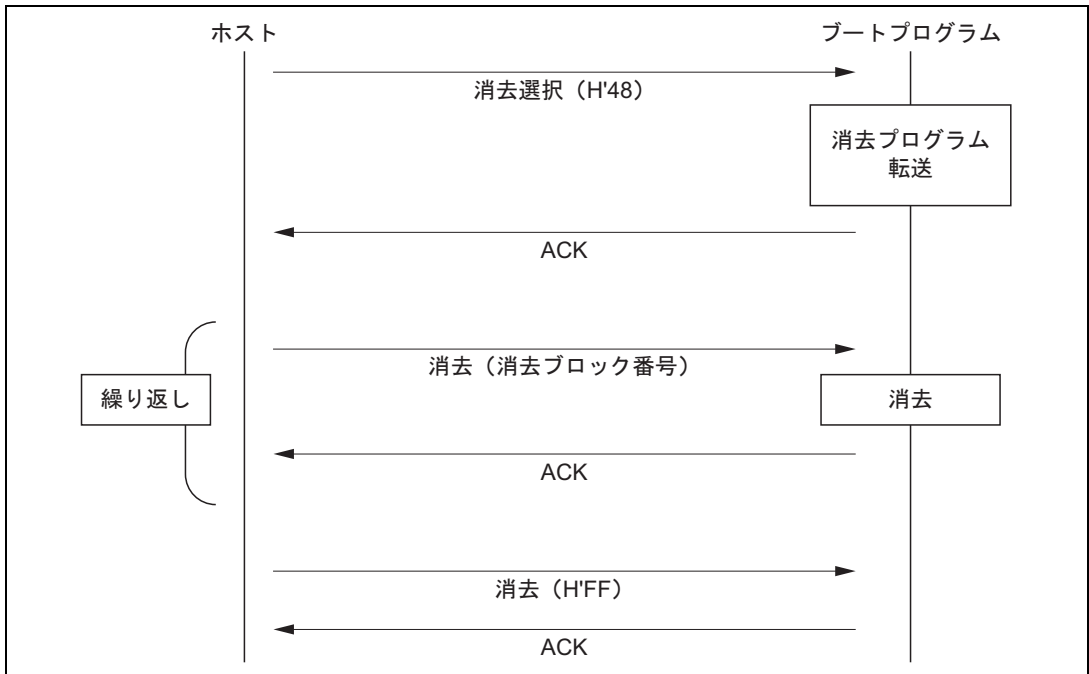 ホスト
ブートプログラム
消去選択（H'48）
消去プログラム
転送
ACK
消去（消去ブロック番号）
繰り返し
消去
ACK
消去（H'FF）
ACK